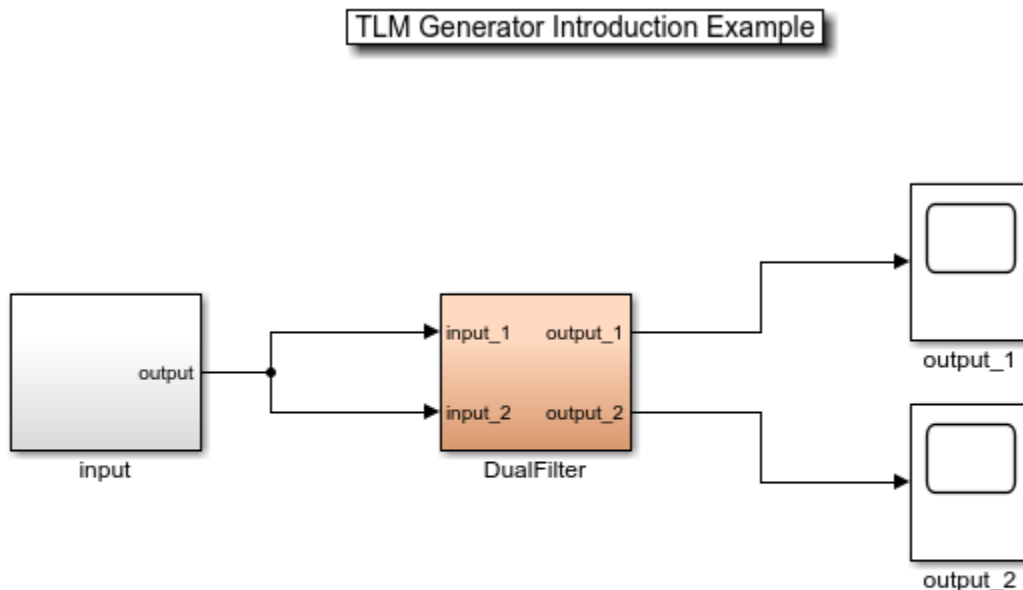 TLM Generator Introduction Example
output
input
input_1
output_1
input_2
output_2
DualFilter
output_1
output_2